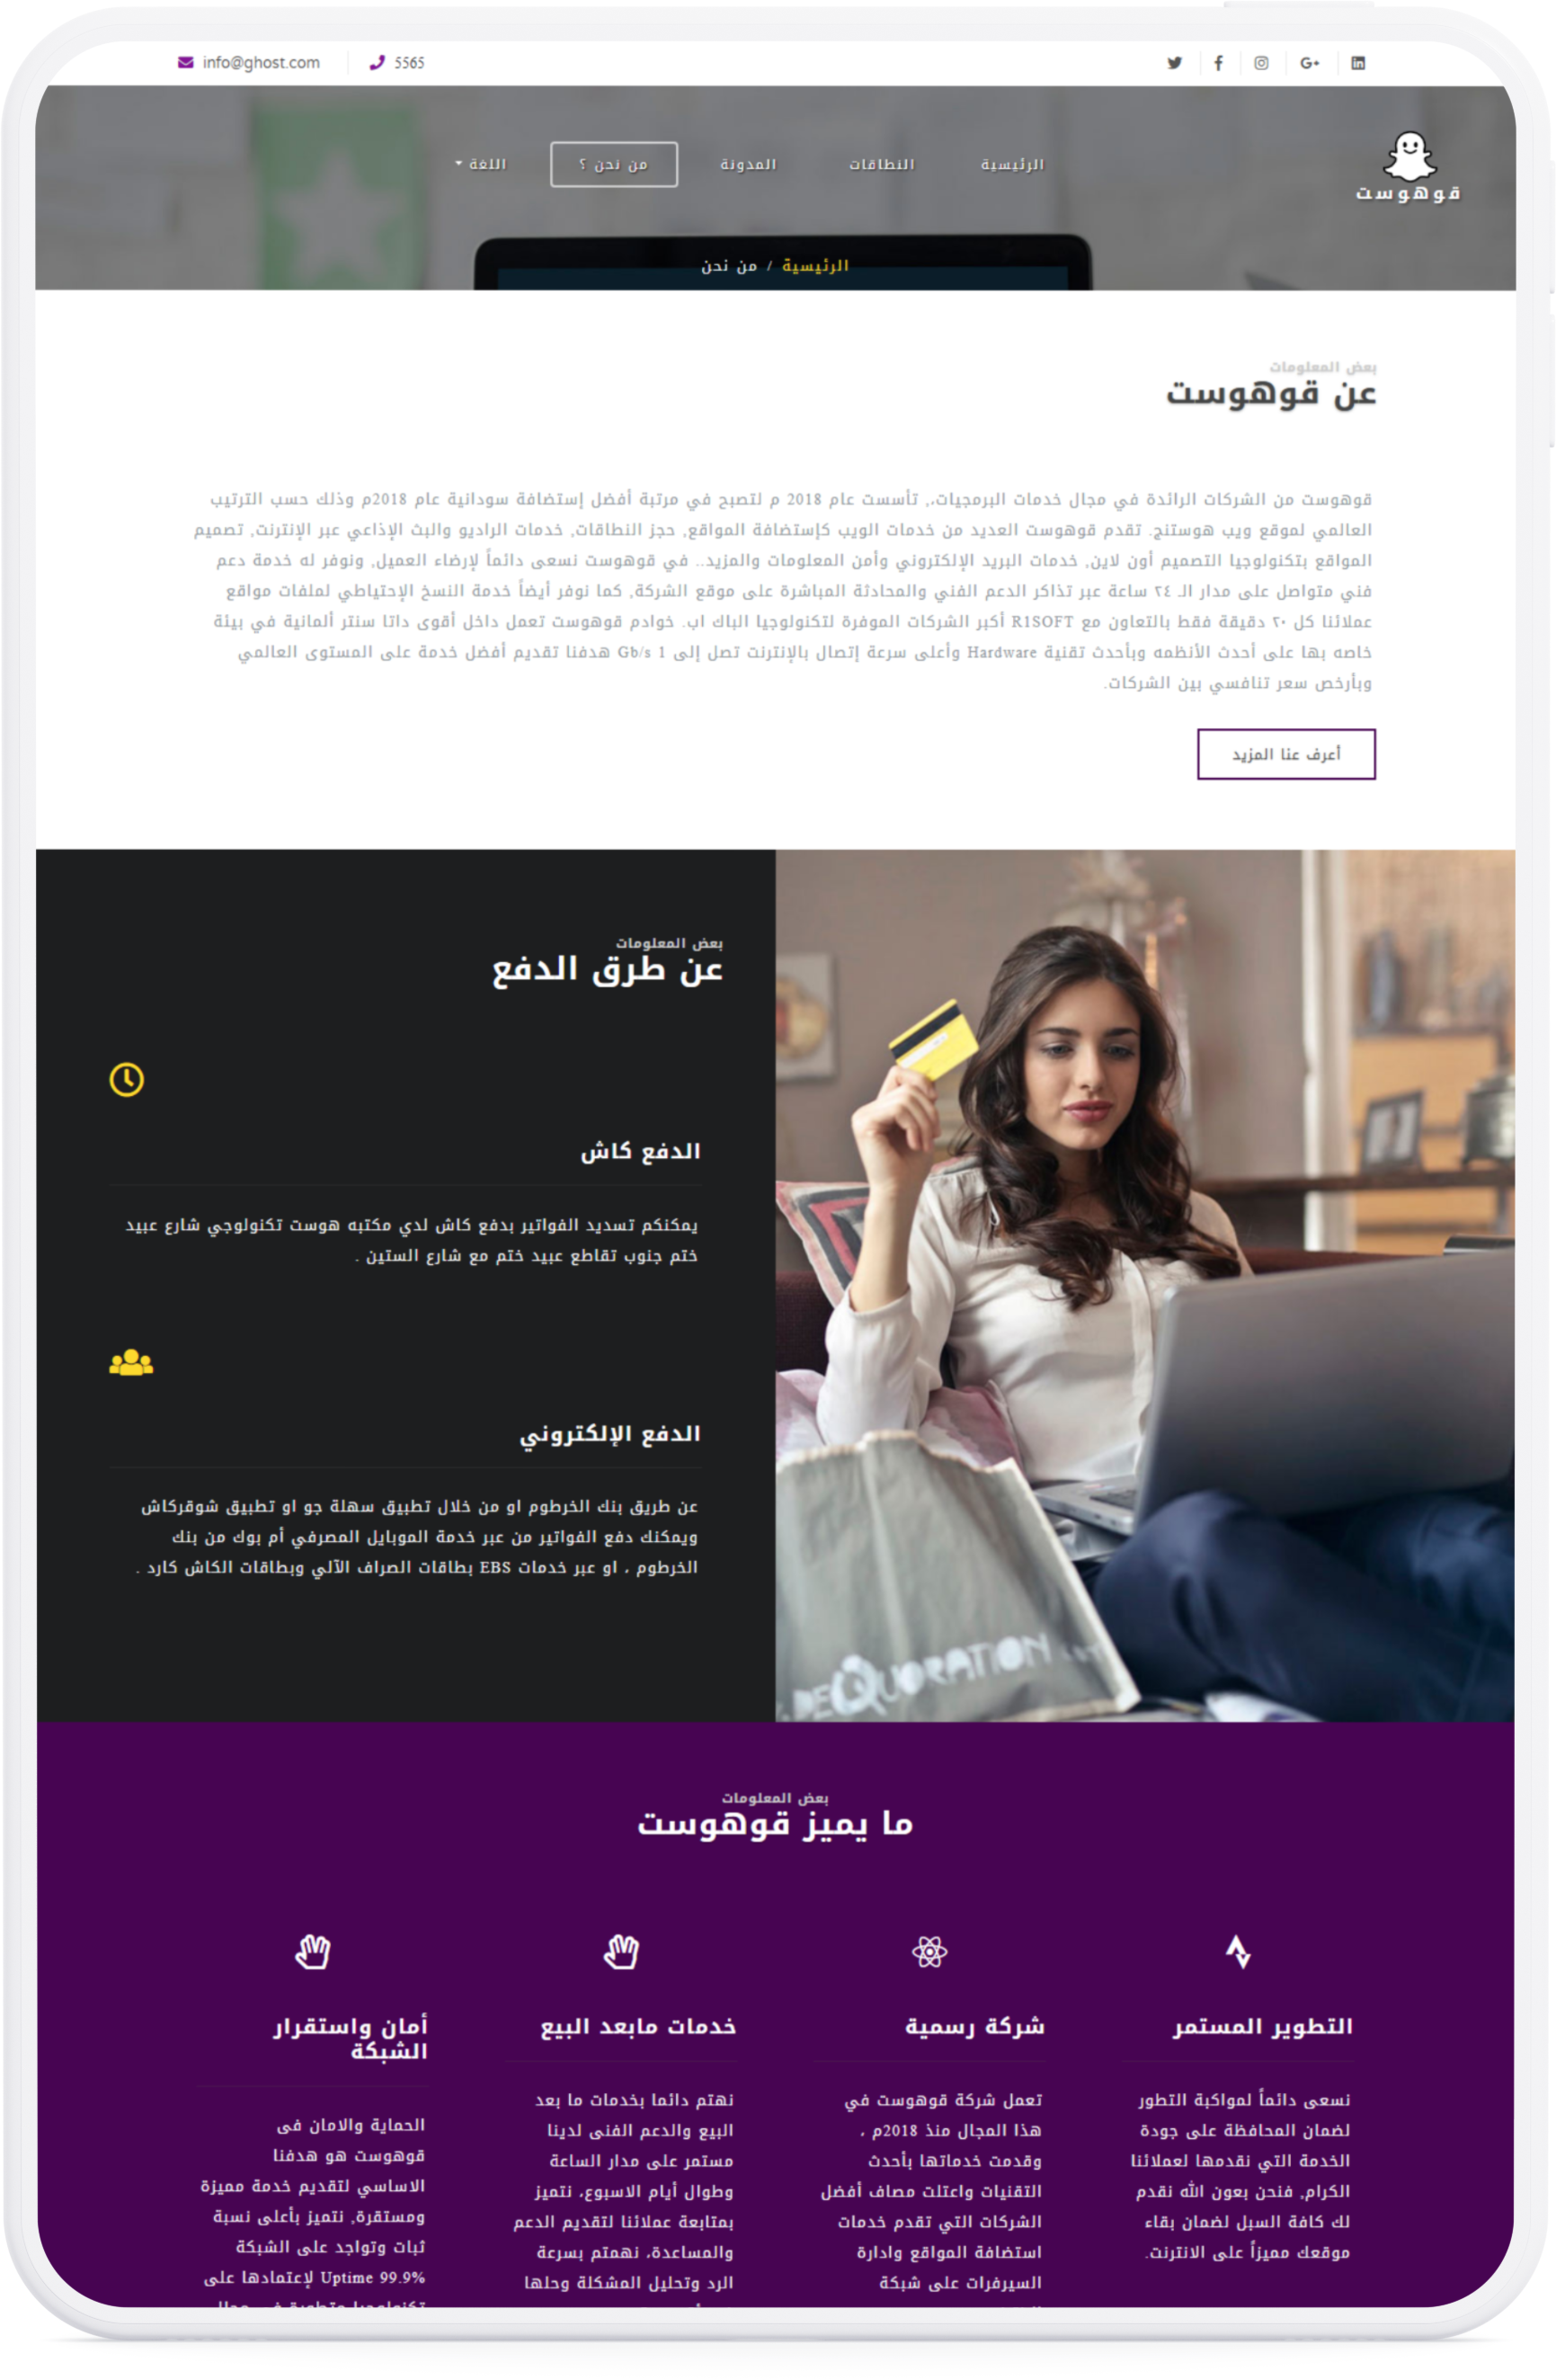 info@ghost.com
5565
G+
قوهوست
الرئيسية
النطاقات
المدونة
من نحن ؟
اللغة
الرئيسية / من نحن
بعض المعلومات
عن قوهوست
قوهوست من الشركات الرائدة في مجال خدمات البرمجيات،, تأسست عام 2018 م لتصبح في مرتبة أفضل إستضافة سودانية عام 2018م وذلك حسب الترتيب
العالمي لموقع ويب هوستنج. تقدم قوهوست العديد من خدمات الويب كإستضافة المواقع, حجز النطاقات, خدمات الراديو والبث الإذاعي عبر الإنترنت, تصميم
المواقع بتكنولوجيا التصميم أون لاين, خدمات البريد الإلكتروني وأمن المعلومات والمزيد.. في قوهوست نسعى دائماً لإرضاء العميل, ونوفر له خدمة دعم
فني متواصل على مدار الـ ٢٤ ساعة عبر تذاكر الدعم الفني والمحادثة المباشرة على موقع الشركة, كما نوفر أيضاً خدمة النسخ الإحتياطي لملفات مواقع
عملائنا كل ٢٠ دقيقة فقط بالتعاون مع R1SOFT أكبر الشركات الموفرة لتكنولوجيا الباك اب. خوادم قوهوست تعمل داخل أقوى داتا سنتر ألمانية في بيئة
خاصه بها على أحدث الأنظمه وبأحدث تقنية Hardware وأعلى سرعة إتصال بالإنترنت تصل إلى 1 Gb/s هدفنا تقديم أفضل خدمة على المستوى العالمي
وبأرخص سعر تنافسي بين الشركات.
أعرف عنا المزيد
بعض المعلومات
عن طرق الدفع
الدفع كاش
يمكنكم تسديد الفواتير بدفع كاش لدي مكتبه هوست تكنولوجي شارع عبيد
ختم جنوب تقاطع عبيد ختم مع شارع الستين .
الدفع الإلكتروني
عن طريق بنك الخرطوم او من خلال تطبيق سهلة جو او تطبيق شوقركاش
ويمكنك دفع الفواتير من عبر خدمة الموبايل المصرفي أم بوك من بنك
الخرطوم ، او عبر خدمات EBS بطاقات الصراف الآلي وبطاقات الكاش كارد .
DEQUORATION
بعض المعلومات
ما يميز قوهوست
التطوير المستمر
نسعى دائماً لمواكبة التطور
لضمان المحافظة على جودة
الخدمة التي نقدمها لعملائنا
الكرام, فنحن بعون الله نقدم
لك كافة السبل لضمان بقاء
موقعك مميزاً على الانترنت.
شركة رسمية
تعمل شركة قوهوست في
هذا المجال منذ 2018م ،
وقدمت خدماتها بأحدث
التقنيات واعتلت مصاف أفضل
الشركات التي تقدم خدمات
استضافة المواقع وادارة
السيرفرات على شبكة
خدمات مابعد البيع
نهتم دائما بخدمات ما بعد
البيع والدعم الفنى لدينا
مستمر على مدار الساعة
وطوال أيام الاسبوع، نتميز
بمتابعة عملائنا لتقديم الدعم
والمساعدة، نهمتم بسرعة
الرد وتحليل المشكلة وحلها
أمان واستقرار
الشبكة
الحماية والامان فى
قوهوست هو هدفنا
الاساسي لتقديم خدمة مميزة
ومستقرة, نتميز بأعلى نسبة
ثبات وتواجد على الشبكة
Uptime 99.9% لإعتمادها على